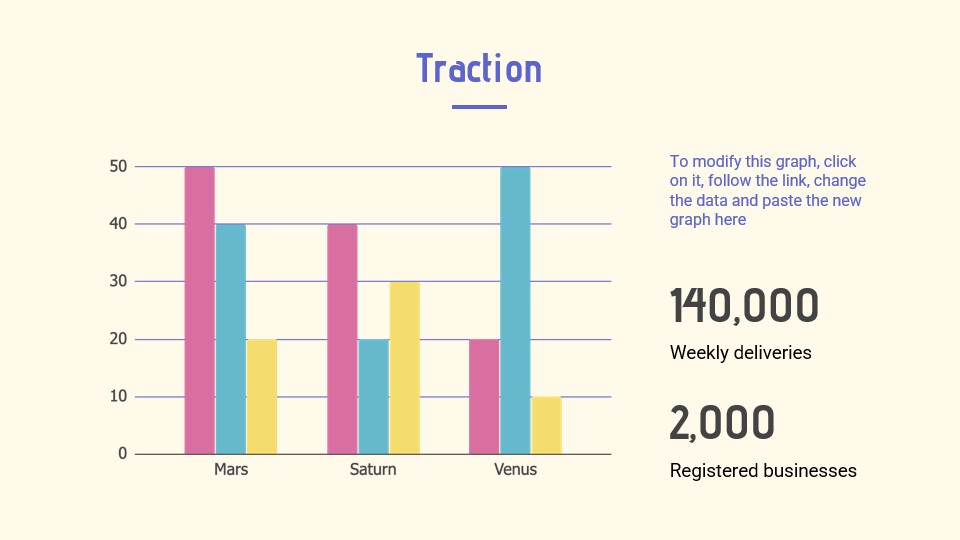 Traction
50
40
30
20
10
0
Mars Saturn Venus
To modify this graph, click
on it, follow the link, change
the data and paste the new
graph here
140,000
Weekly deliveries
2,000
Registered businesses